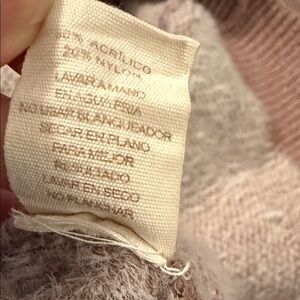 80% ACRILICO
20% NYLON
LAVAR A MANO
EN AGUA FRIA
NO USAR BLANQUEADOR
SECAR EN PLANO
PARA MEJOR
RESULTADO
LAVAR EN SECO
NO PLANCHAR